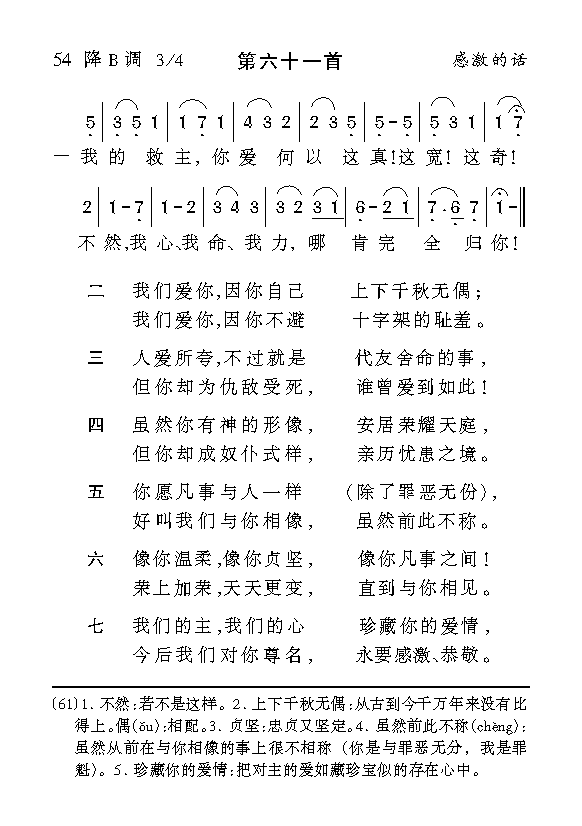 54 降B调 3/4 第六十一首 感激的话
5 | 3 5 1 | 1 7 1 | 4 3 2 | 2 3 5 | 5-5 | 5 3 1 | 1 7
一 我的 救主, 你爱 何以 这真!这宽! 这奇!
2 | 1-7 | 1-2 | 3 4 3 | 3 2 3 1 | 6-2 1 | 7·6 7 | 1-
不然,我心、我命、我力, 哪 肯完 全 归你!
二 我们爱你,因你自己 上下千秋无偶;
我们爱你,因你不避 十字架的耻羞。
三 人爱所夸,不过就是 代友舍命的事,
但你却为仇敌受死, 谁曾爱到如此!
四 虽然你有神的形像, 安居荣耀天庭,
但你却成奴仆式样, 亲历忧患之境。
五 你愿凡事与人一样 (除了罪恶无份),
好叫我们与你相像, 虽然前此不称。
六 像你温柔,像你贞坚, 像你凡事之间!
荣上加荣,天天更变, 直到与你相见。
七 我们的主,我们的心 珍藏你的爱情,
今后我们对你尊名, 永要感激、恭敬。
(61)1. 不然:若不是这样。2. 上下千秋无偶:从古到今千万年来没有比
得上。偶(ǒu):相配。3. 贞坚:忠贞又坚定。4. 虽然前此不称(chèng):
虽然从前在与你相像的事上很不相称(你是与罪恶无分,我是罪
魁)。5. 珍藏你的爱情:把对主的爱如藏珍宝似的存在心中。